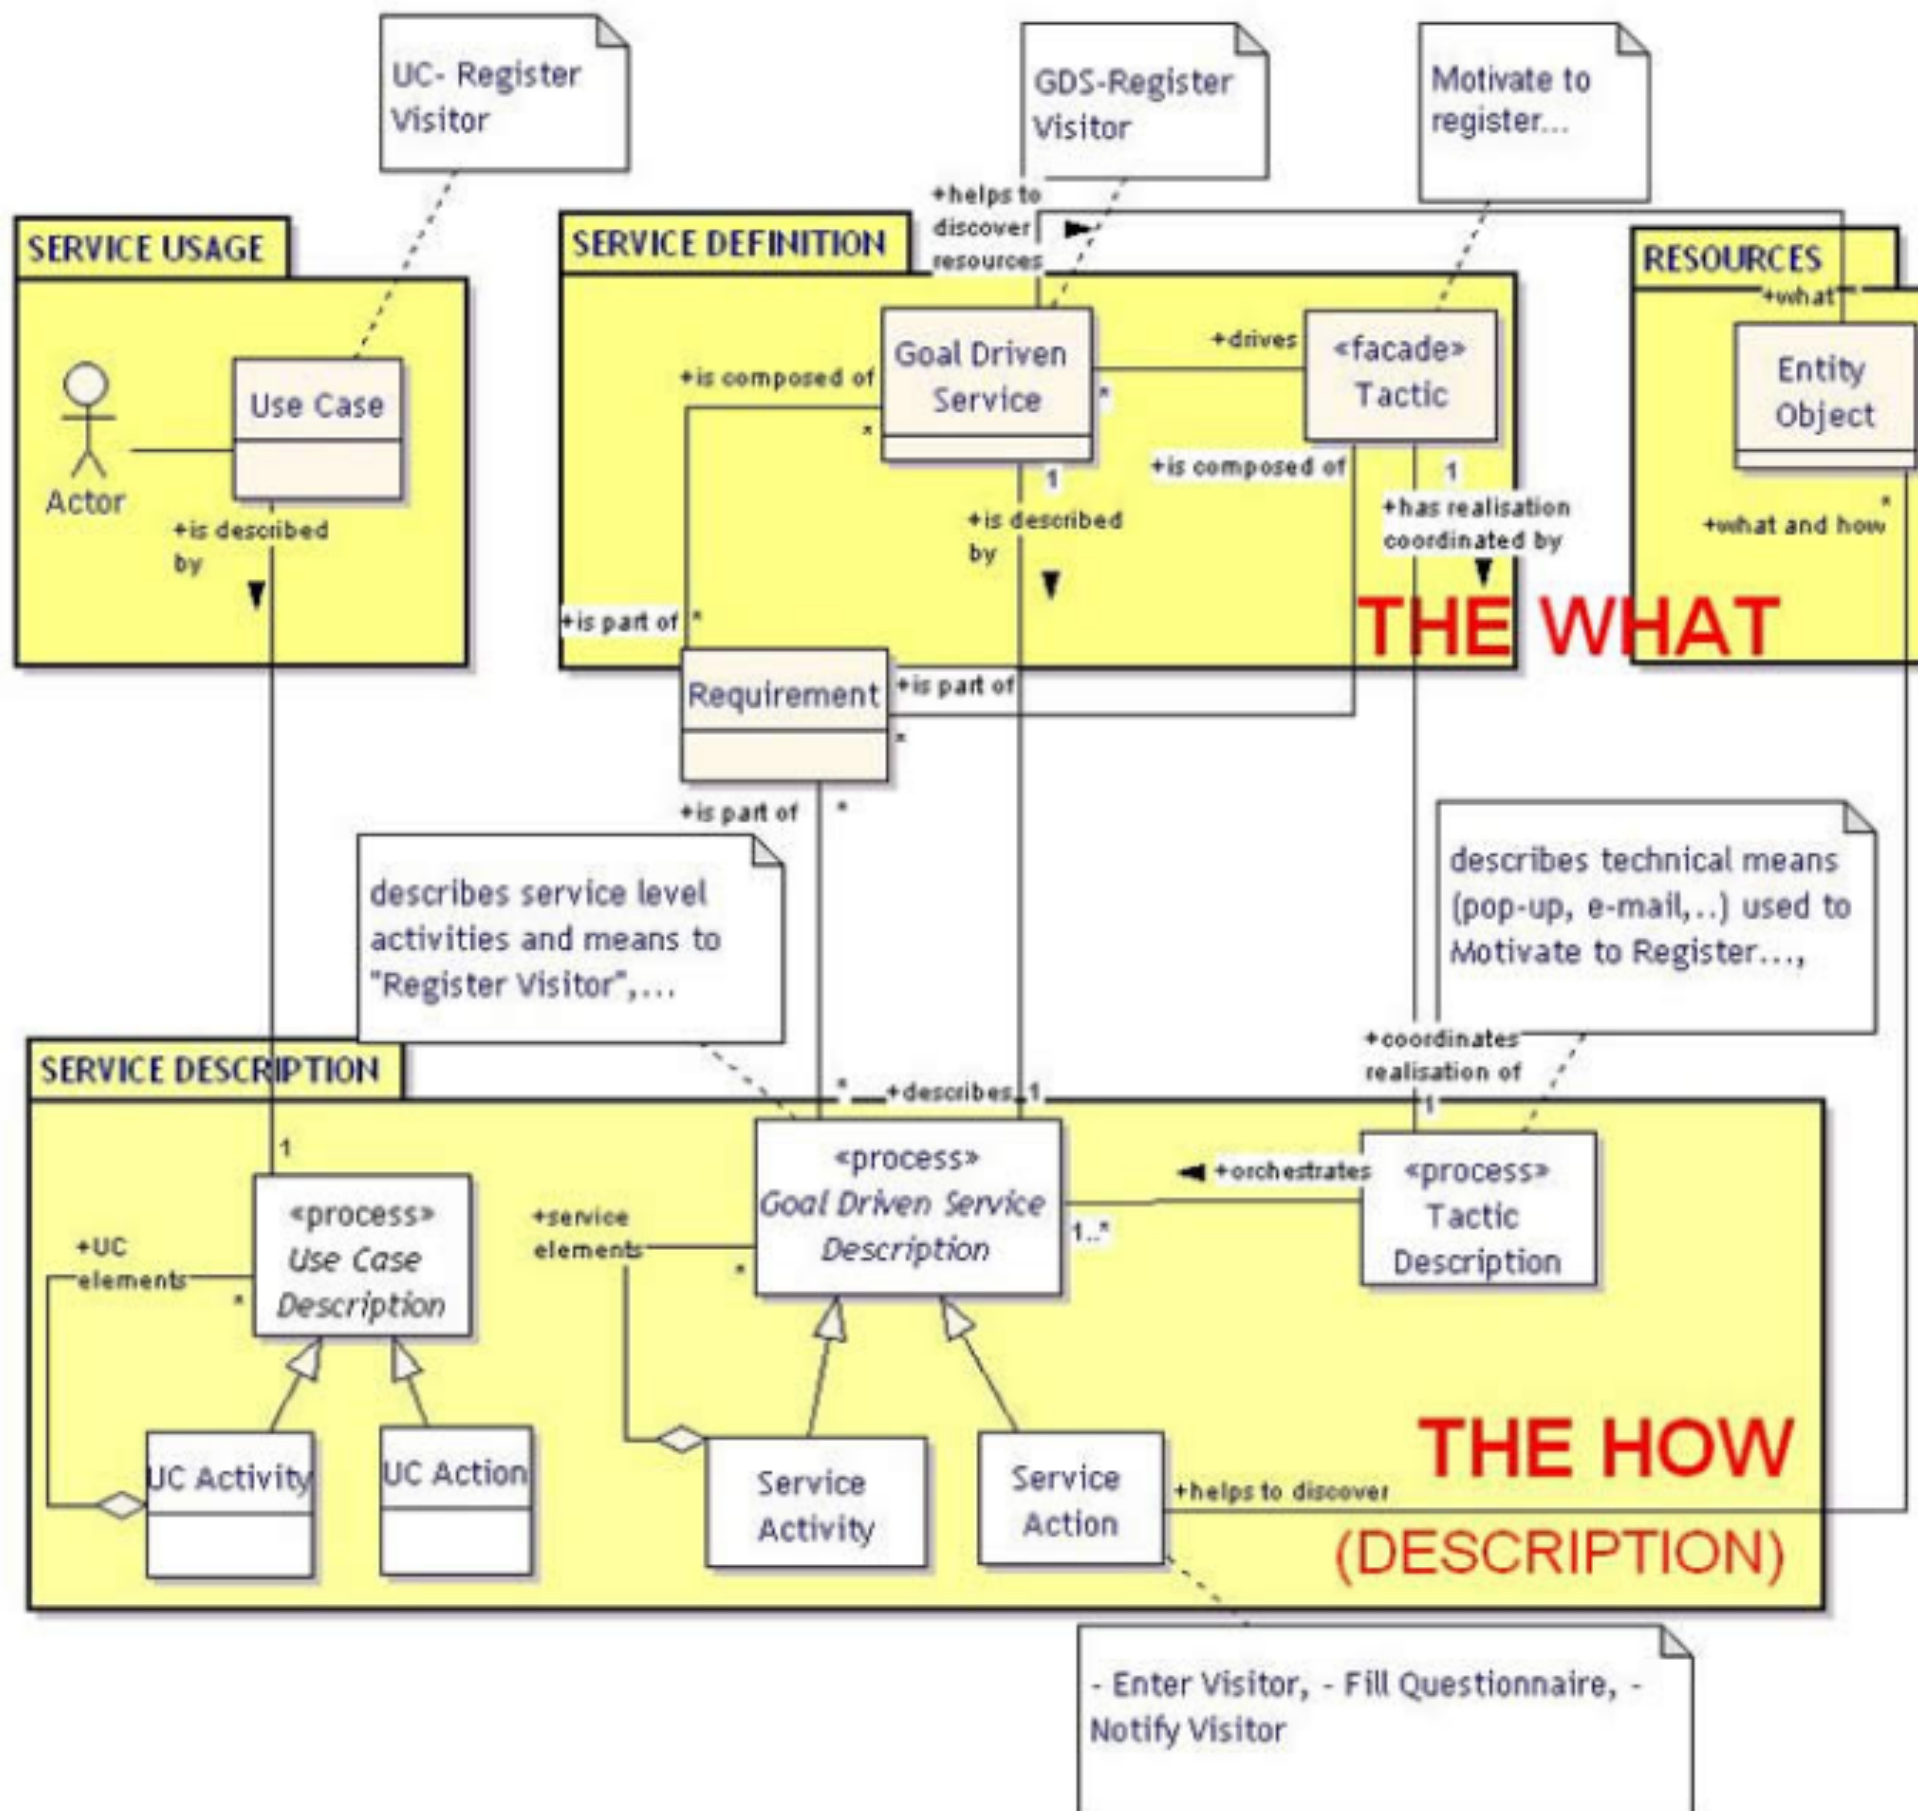 UC- Register
Visitor
GDS-Register
Visitor
Motivate to
register...
+helps to
discover
resources
SERVICE USAGE
SERVICE DEFINITION
RESOURCES
+what
Actor
Use Case
+is described
by
Goal Driven
Service
+is composed of
*
+drives
*
«facade»
Tactic
Entity
Object
1
+is described
by
+is composed of
1
+has realisation
coordinated by
*
+what and how
THE WHAT
+is part of
*
Requirement
+is part of
*
+is part of
*
describes service level
activities and means to
"Register Visitor",...
describes technical means
(pop-up, e-mail,..) used to
Motivate to Register...,
SERVICE DESCRIPTION
*
+describes
1
+coordinates
realisation of
1
1
«process»
Use Case
Description
+UC
elements
*
+service
elements
*
«process»
Goal Driven Service
Description
1..*
+orchestrates
«process»
Tactic
Description
UC Activity
UC Action
Service
Activity
Service
Action
+helps to discover
THE HOW
(DESCRIPTION)
- Enter Visitor, - Fill Questionnaire, -
Notify Visitor